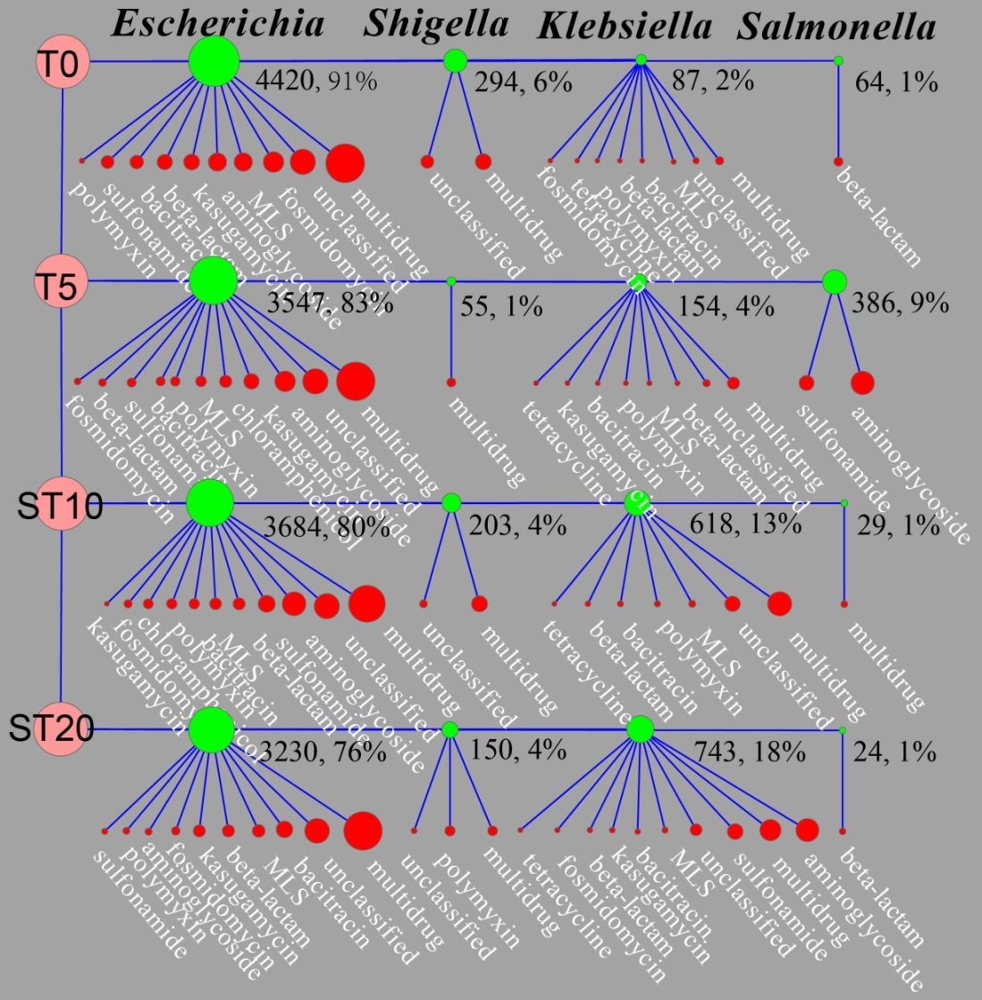 Escherichia Shigella Klebsiella Salmonella
T0
4420, 91%
294, 6%
87, 2%
64, 1%
polymyxin
sulfonamide
bacitracin
beta-lactam
kasugamycin
aminoglycoside
MLS
fosmidomycin
unclassified
multidrug
unclassified
multidrug
fosmidomycin
tetracycline
polymyxin
beta-lactam
bacitracin
MLS
unclassified
multidrug
beta-lactam
T5
3547, 83%
55, 1%
154, 4%
386, 9%
fosmidomycin
beta-lactam
sulfonamide
bacitracin
polymyxin
MLS
chloramphenicol
kasugamycin
aminoglycoside
unclassified
multidrug
multidrug
tetracycline
kasugamycin
bacitracin
polymyxin
MLS
beta-lactam
unclassified
multidrug
sulfonamide
aminoglycoside
ST10
3684, 80%
203, 4%
618, 13%
29, 1%
kasugamycin
fosmidomycin
chloramphenicol
polymyxin
bacitracin
MLS
beta-lactam
sulfonamide
aminoglycoside
unclassified
multidrug
unclassified
multidrug
tetracycline
beta-lactam
bacitracin
polymyxin
MLS
unclassified
multidrug
multidrug
ST20
3230, 76%
150, 4%
743, 18%
24, 1%
sulfonamide
polymyxin
aminoglycoside
fosmidomycin
kasugamycin
beta-lactam
MLS
bacitracin
unclassified
multidrug
unclassified
polymyxin
multidrug
tetracycline
fosmidomycin
beta-lactam
kasugamycin
bacitracin
MLS
unclassified
sulfonamide
multidrug
aminoglycoside
beta-lactam